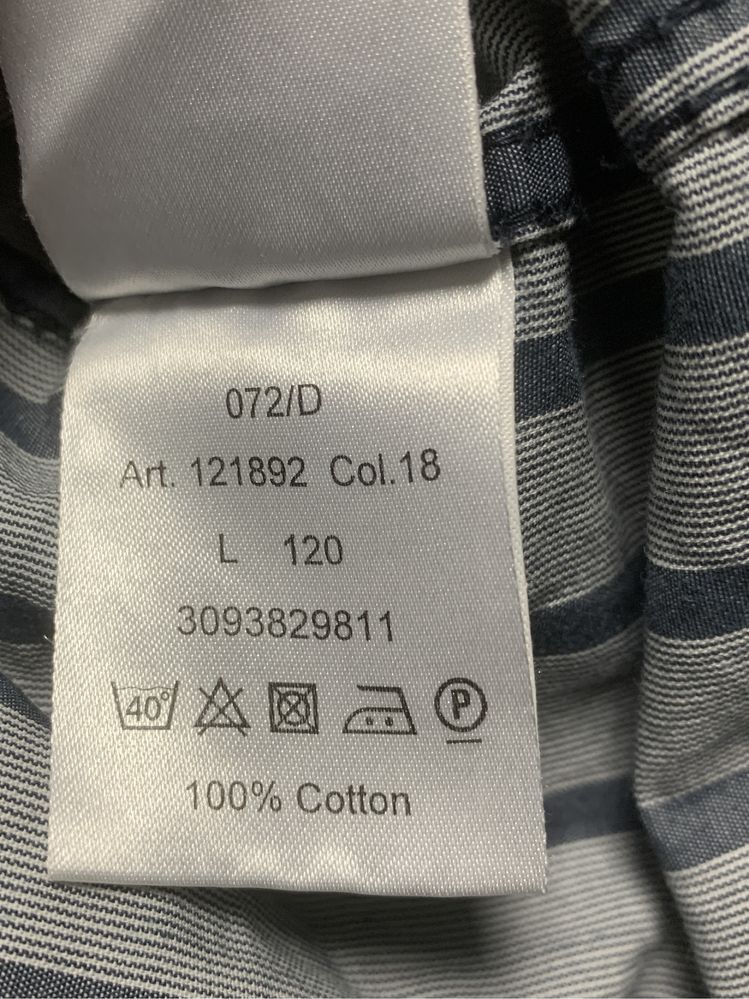 072/D
Art. 121892 Col.18
L 120
3093829811
40° P
100% Cotton